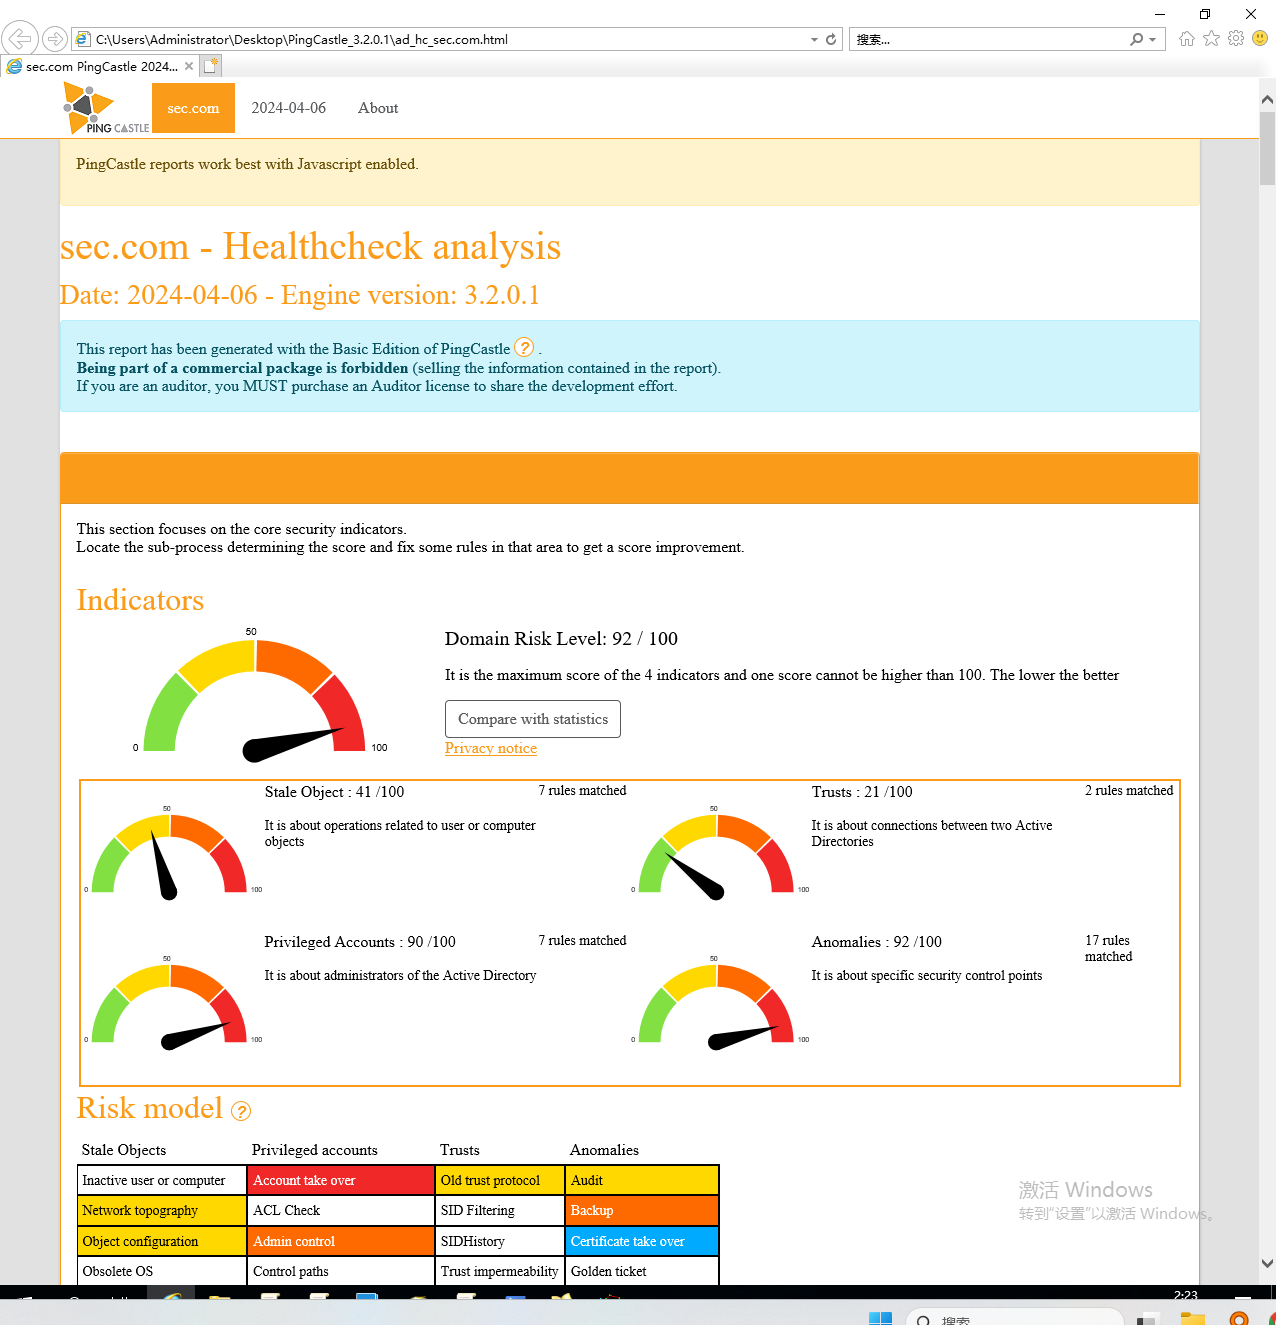 C:\Users\Administrator\Desktop\PingCastle_3.2.0.1\ad_hc_sec.com.html
搜索...
sec.com PingCastle 2024...
PING CASTLE
sec.com
2024-04-06
About
PingCastle reports work best with Javascript enabled.
sec.com - Healthcheck analysis
Date: 2024-04-06 - Engine version: 3.2.0.1
This report has been generated with the Basic Edition of PingCastle ? .
Being part of a commercial package is forbidden (selling the information contained in the report).
If you are an auditor, you MUST purchase an Auditor license to share the development effort.
This section focuses on the core security indicators.
Locate the sub-process determining the score and fix some rules in that area to get a score improvement.
Indicators
0
50
100
Domain Risk Level: 92 / 100
It is the maximum score of the 4 indicators and one score cannot be higher than 100. The lower the better
Compare with statistics
Privacy notice
0
50
100
Stale Object : 41 /100
7 rules matched
It is about operations related to user or computer
objects
0
50
100
Trusts : 21 /100
2 rules matched
It is about connections between two Active
Directories
0
50
100
Privileged Accounts : 90 /100
7 rules matched
It is about administrators of the Active Directory
0
50
100
Anomalies : 92 /100
17 rules
matched
It is about specific security control points
Risk model ?
Stale Objects Privileged accounts Trusts Anomalies
Inactive user or computer Account take over Old trust protocol Audit
Network topography ACL Check SID Filtering Backup
Object configuration Admin control SIDHistory Certificate take over
Obsolete OS Control paths Trust impermeability Golden ticket
激活 Windows
转到"设置"以激活 Windows。
2:23
搜索